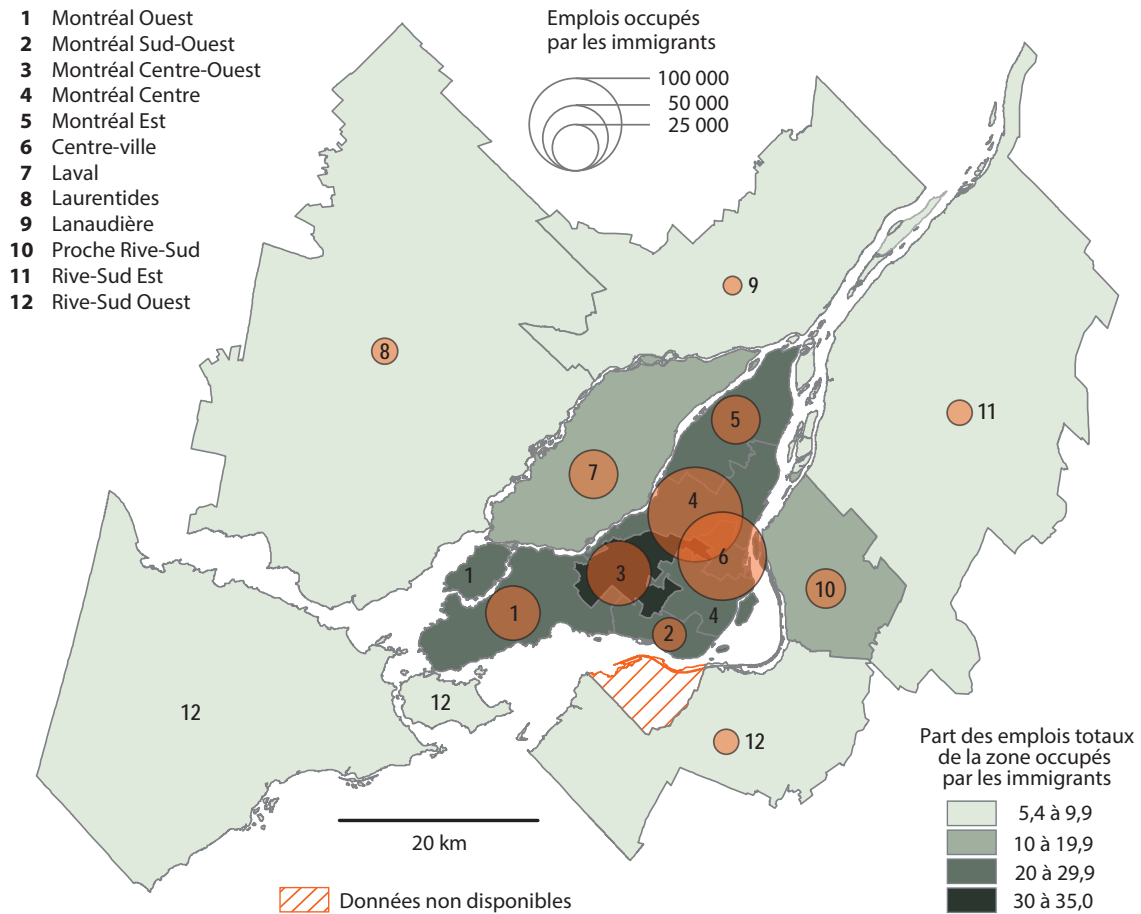 1 Montréal Ouest
2 Montréal Sud-Ouest
3 Montréal Centre-Ouest
4 Montréal Centre
5 Montréal Est
6 Centre-ville
7 Laval
8 Laurentides
9 Lanaudière
10 Proche Rive-Sud
11 Rive-Sud Est
12 Rive-Sud Ouest
Emplois occupés
par les immigrants
100 000
50 000
25 000
9
8
11
5
7
4
6
3
1
10
1
4
2
12
12
12
20 km
Données non disponibles
Part des emplois totaux
de la zone occupés
par les immigrants
5,4 à 9,9
10 à 19,9
20 à 29,9
30 à 35,0